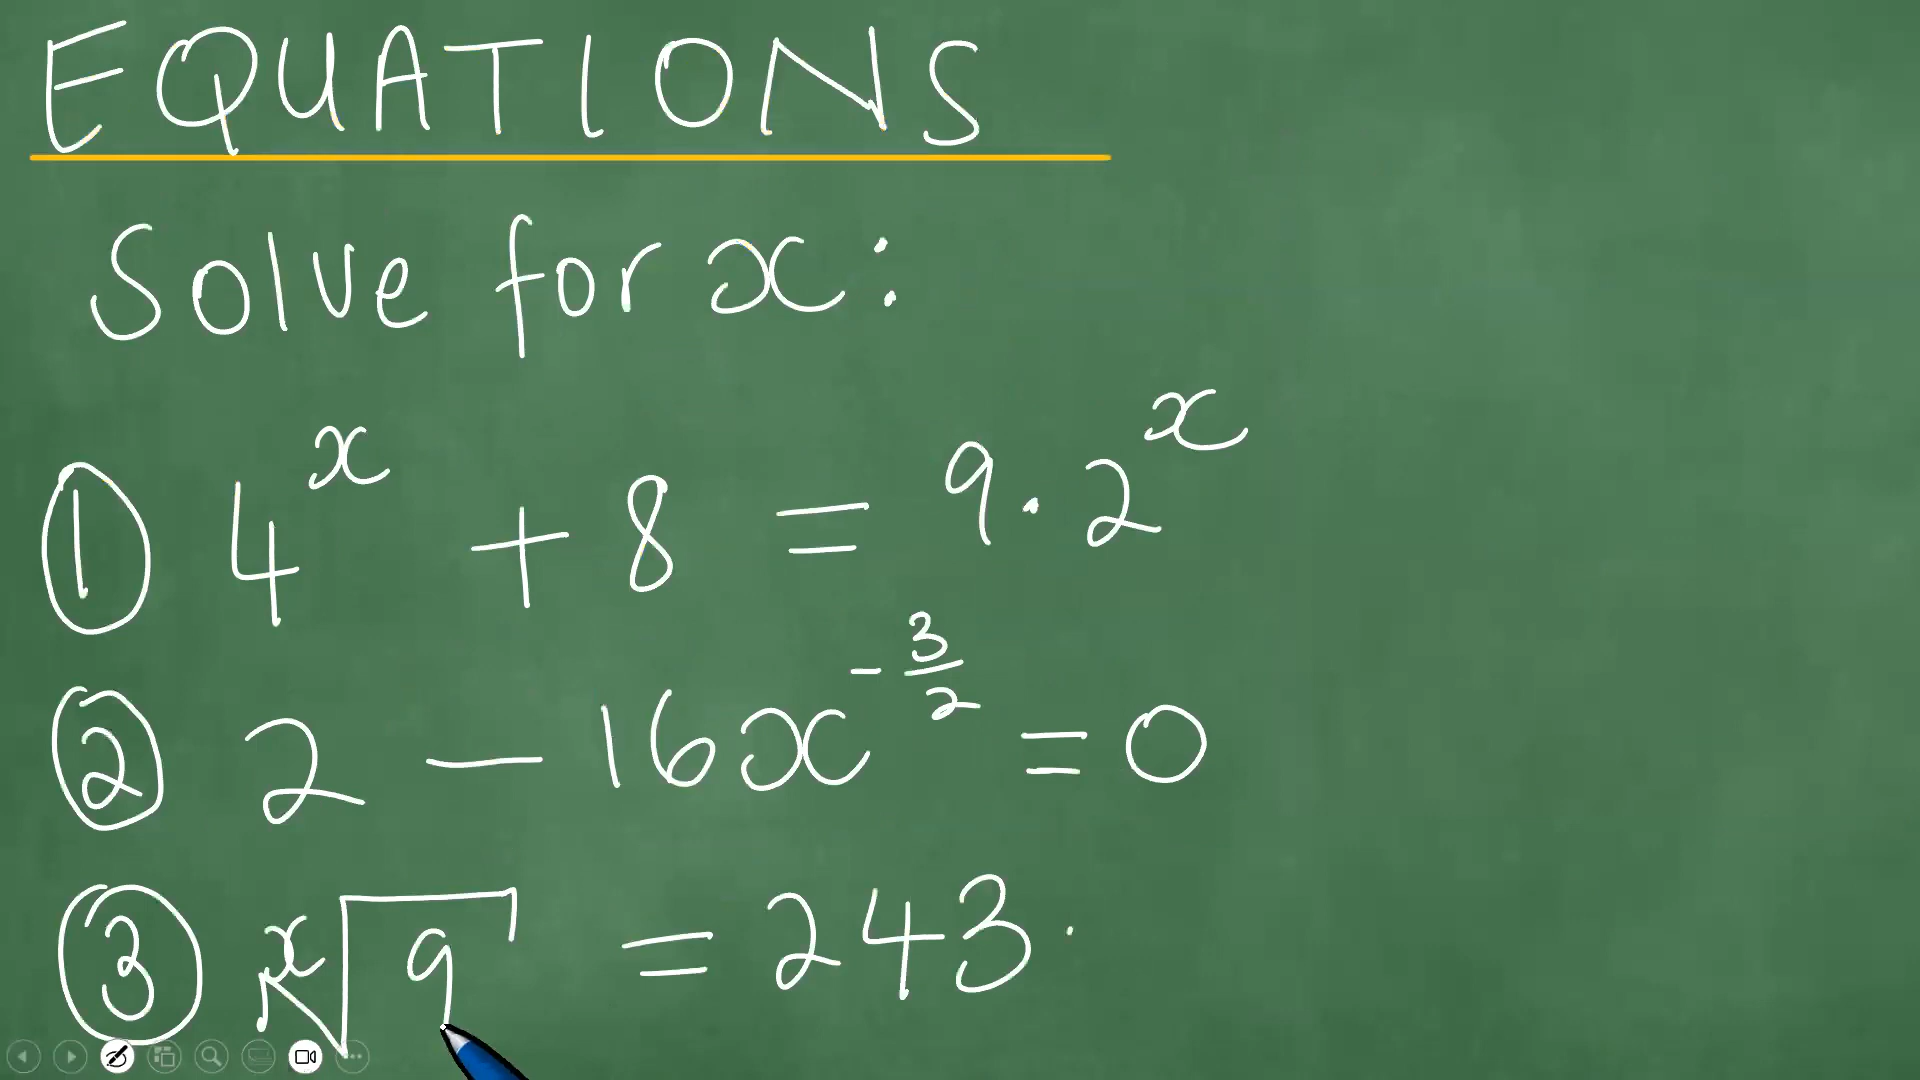 EQUATIONS
Solve for x:
① 4^x + 8 = 9 · 2^x
② 2 − 16x^(-3/2) = 0
③ ˣ√9 = 243.